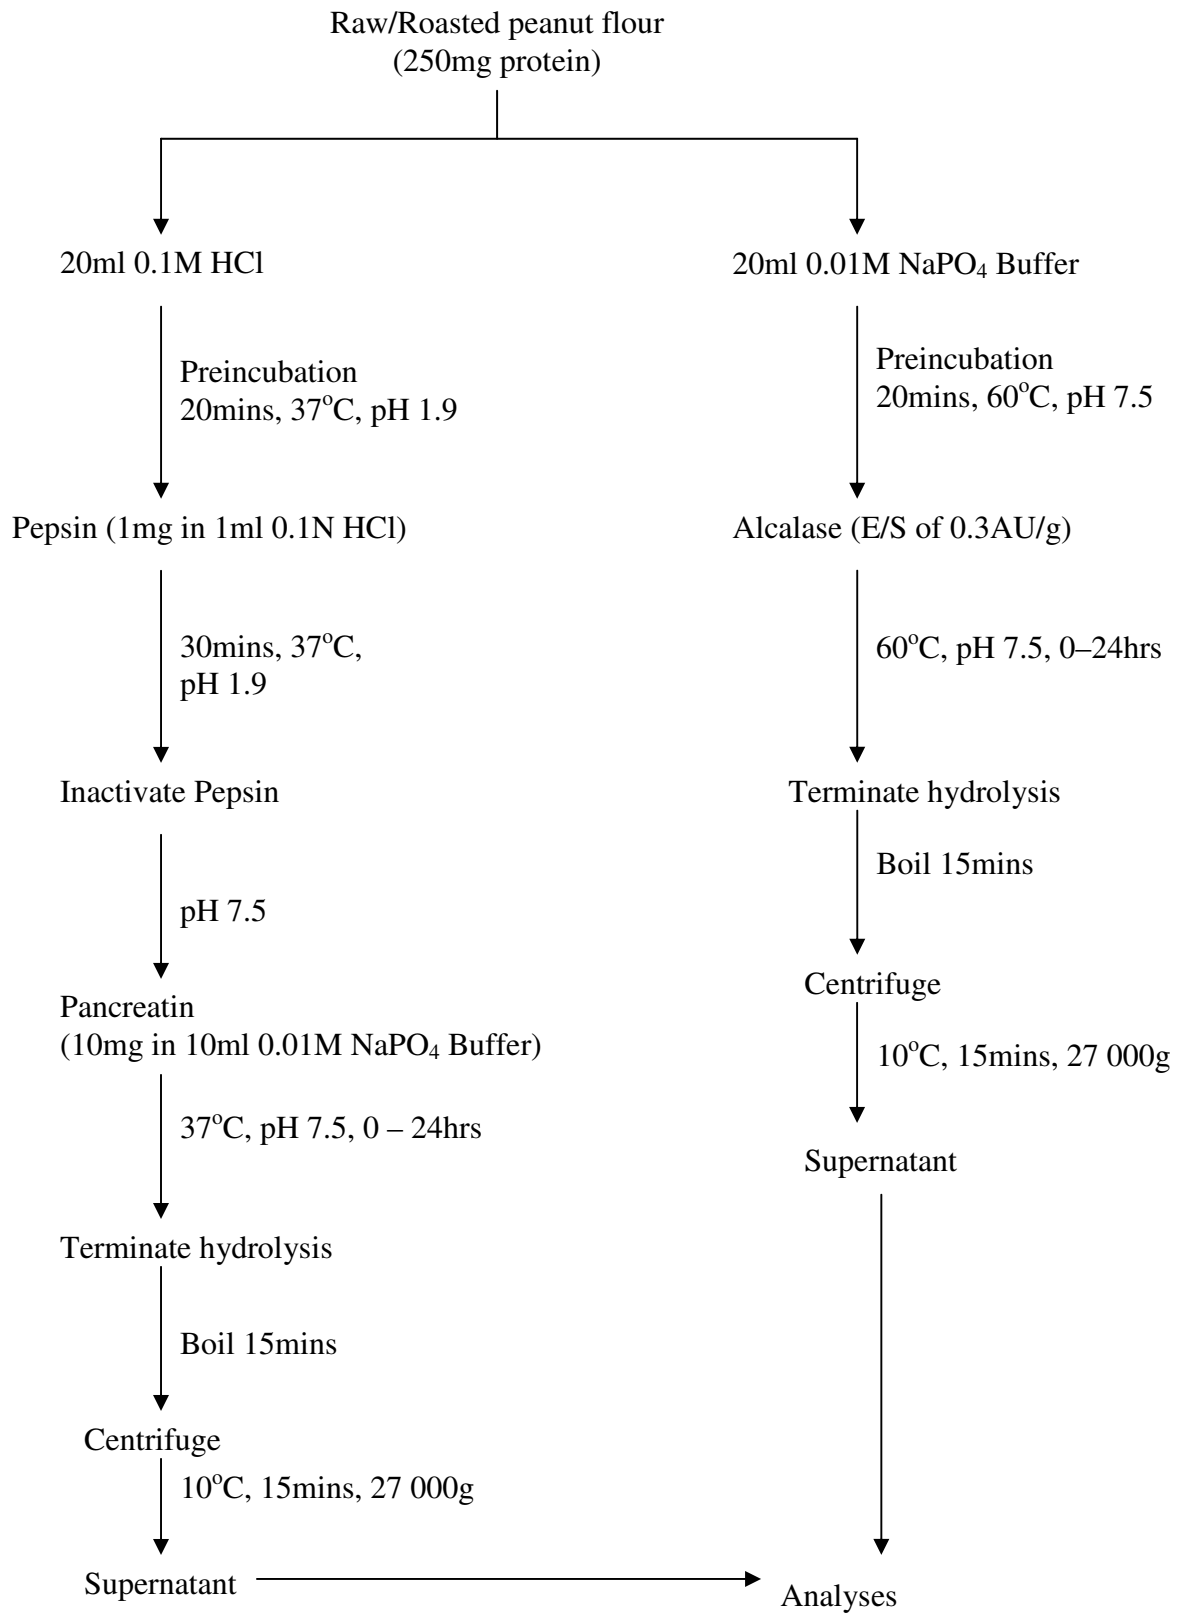 Raw/Roasted peanut flour
(250mg protein)
20ml 0.1M HCl
Preincubation
20mins, 37°C, pH 1.9
Pepsin (1mg in 1ml 0.1N HCl)
30mins, 37°C,
pH 1.9
Inactivate Pepsin
pH 7.5
Pancreatin
(10mg in 10ml 0.01M NaPO₄ Buffer)
37°C, pH 7.5, 0 – 24hrs
Terminate hydrolysis
Boil 15mins
Centrifuge
10°C, 15mins, 27 000g
Supernatant
20ml 0.01M NaPO₄ Buffer
Preincubation
20mins, 60°C, pH 7.5
Alcalase (E/S of 0.3AU/g)
60°C, pH 7.5, 0–24hrs
Terminate hydrolysis
Boil 15mins
Centrifuge
10°C, 15mins, 27 000g
Supernatant
Analyses